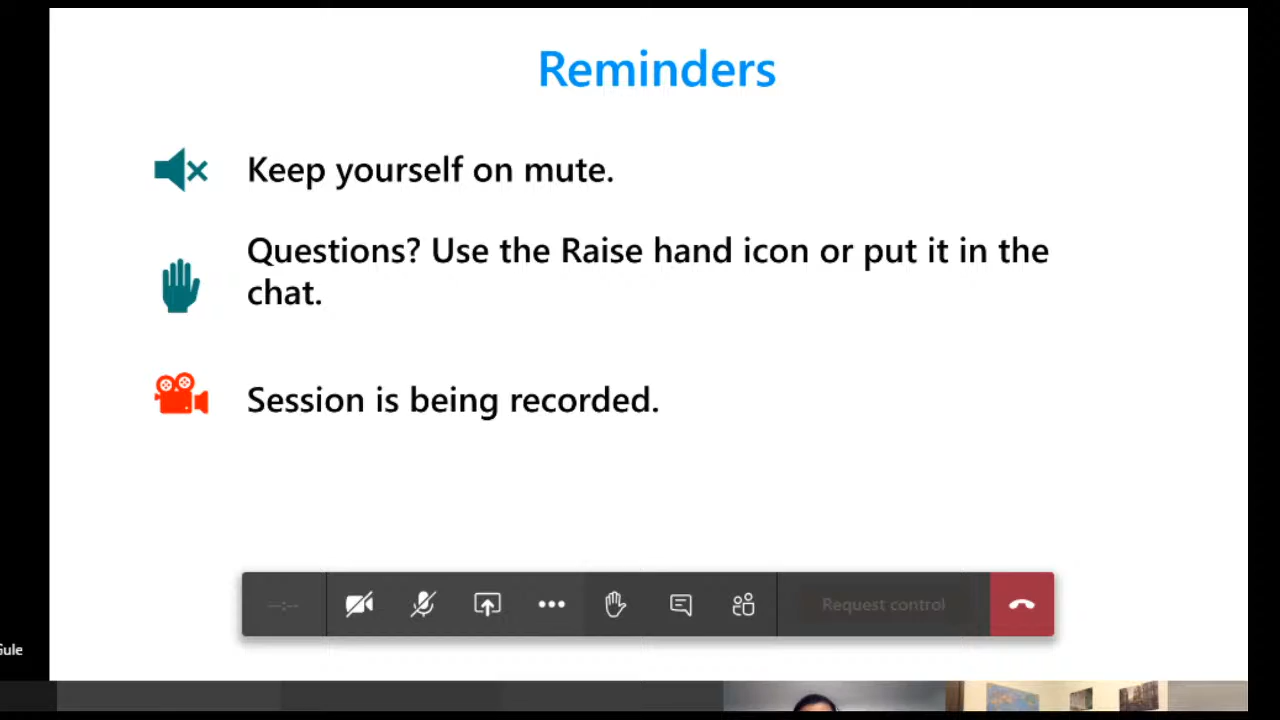 Reminders
Keep yourself on mute.
Questions? Use the Raise hand icon or put it in the
chat.
Session is being recorded.
--:--
Request control
Gule